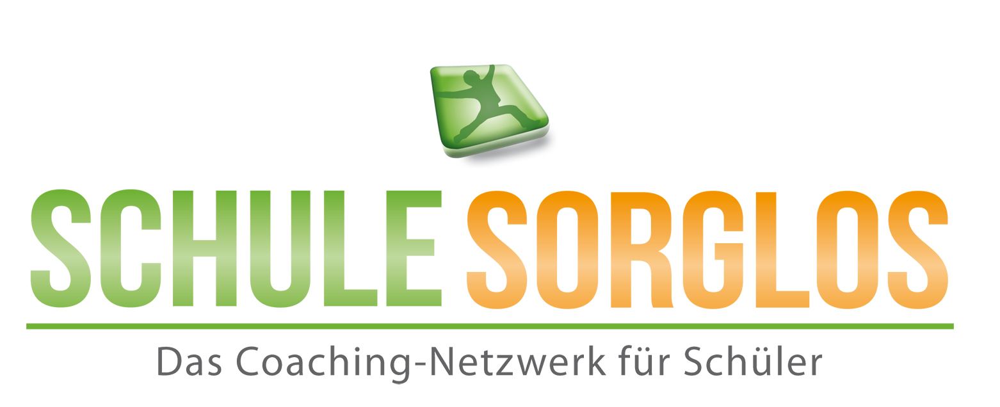 SCHULE SORGLOS
Das Coaching-Netzwerk für Schüler